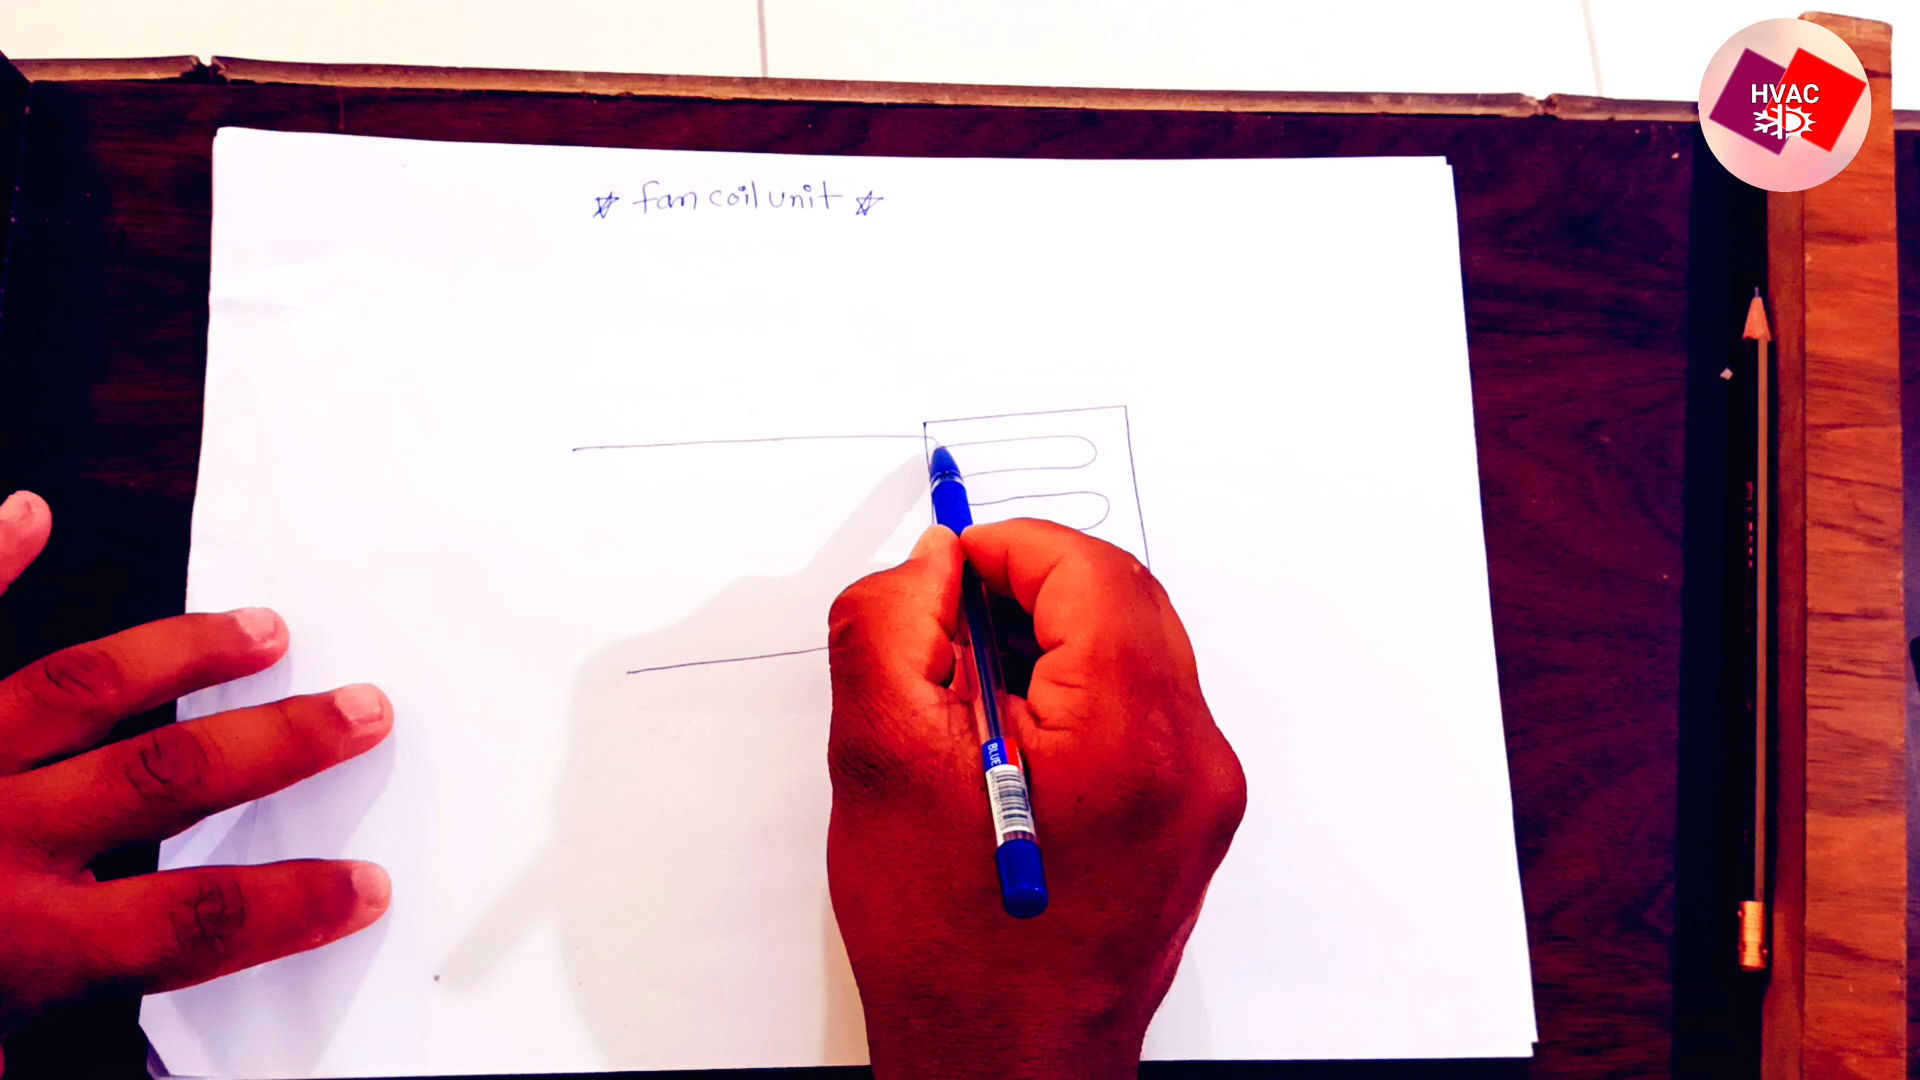 HVAC
☆ fan coil unit ☆
BLUE